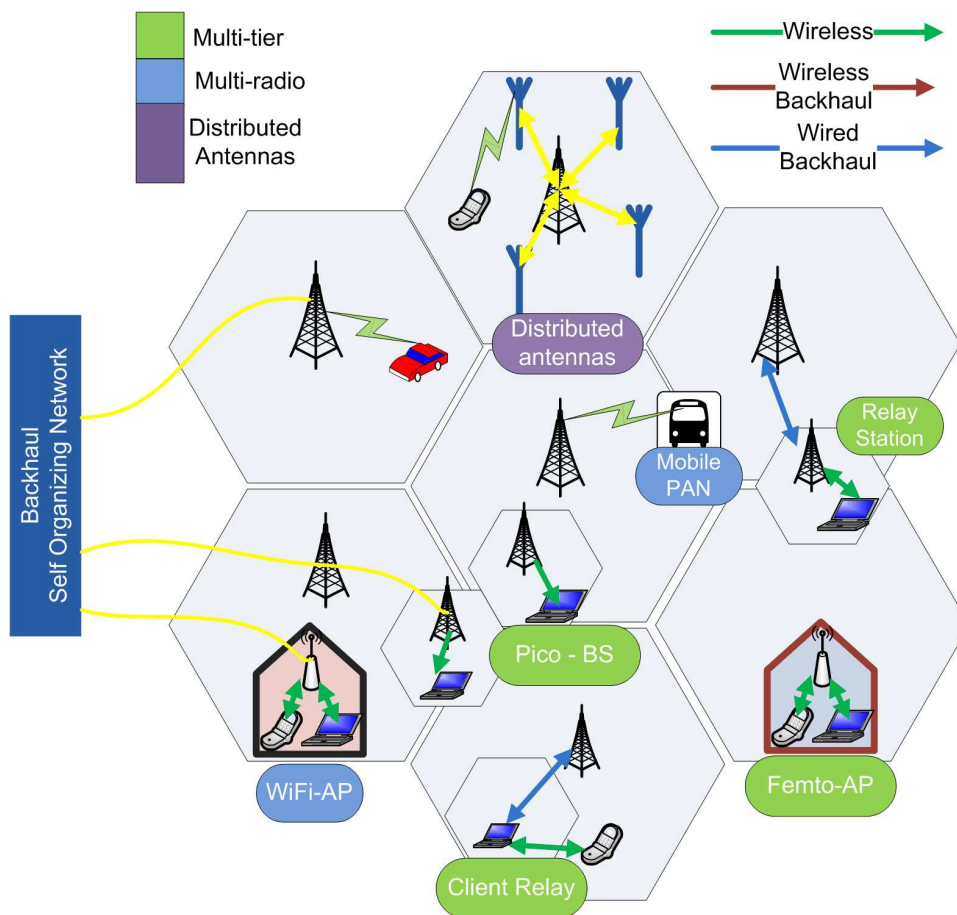 Multi-tier
Multi-radio
Distributed
Antennas
Wireless
Wireless
Backhaul
Wired
Backhaul
Distributed
antennas
Relay
Station
Mobile
PAN
Backhaul
Self Organizing Network
Pico - BS
WiFi-AP
Femto-AP
Client Relay